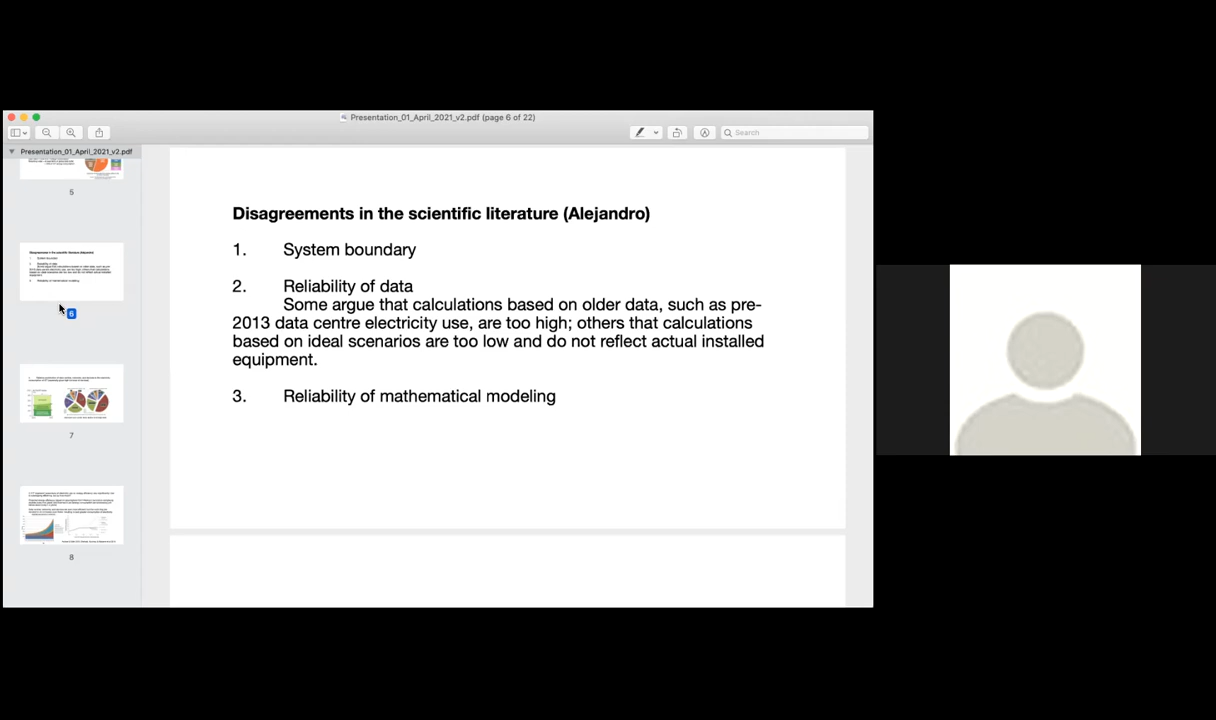 Presentation_01_April_2021_v2.pdf (page 6 of 22)
Search
Presentation_01_April_2021_v2.pdf
5
6
7
8
Disagreements in the scientific literature (Alejandro)
1. System boundary
2. Reliability of data
Some argue that calculations based on older data, such as pre-
2013 data centre electricity use, are too high; others that calculations
based on ideal scenarios are too low and do not reflect actual installed
equipment.
3. Reliability of mathematical modeling